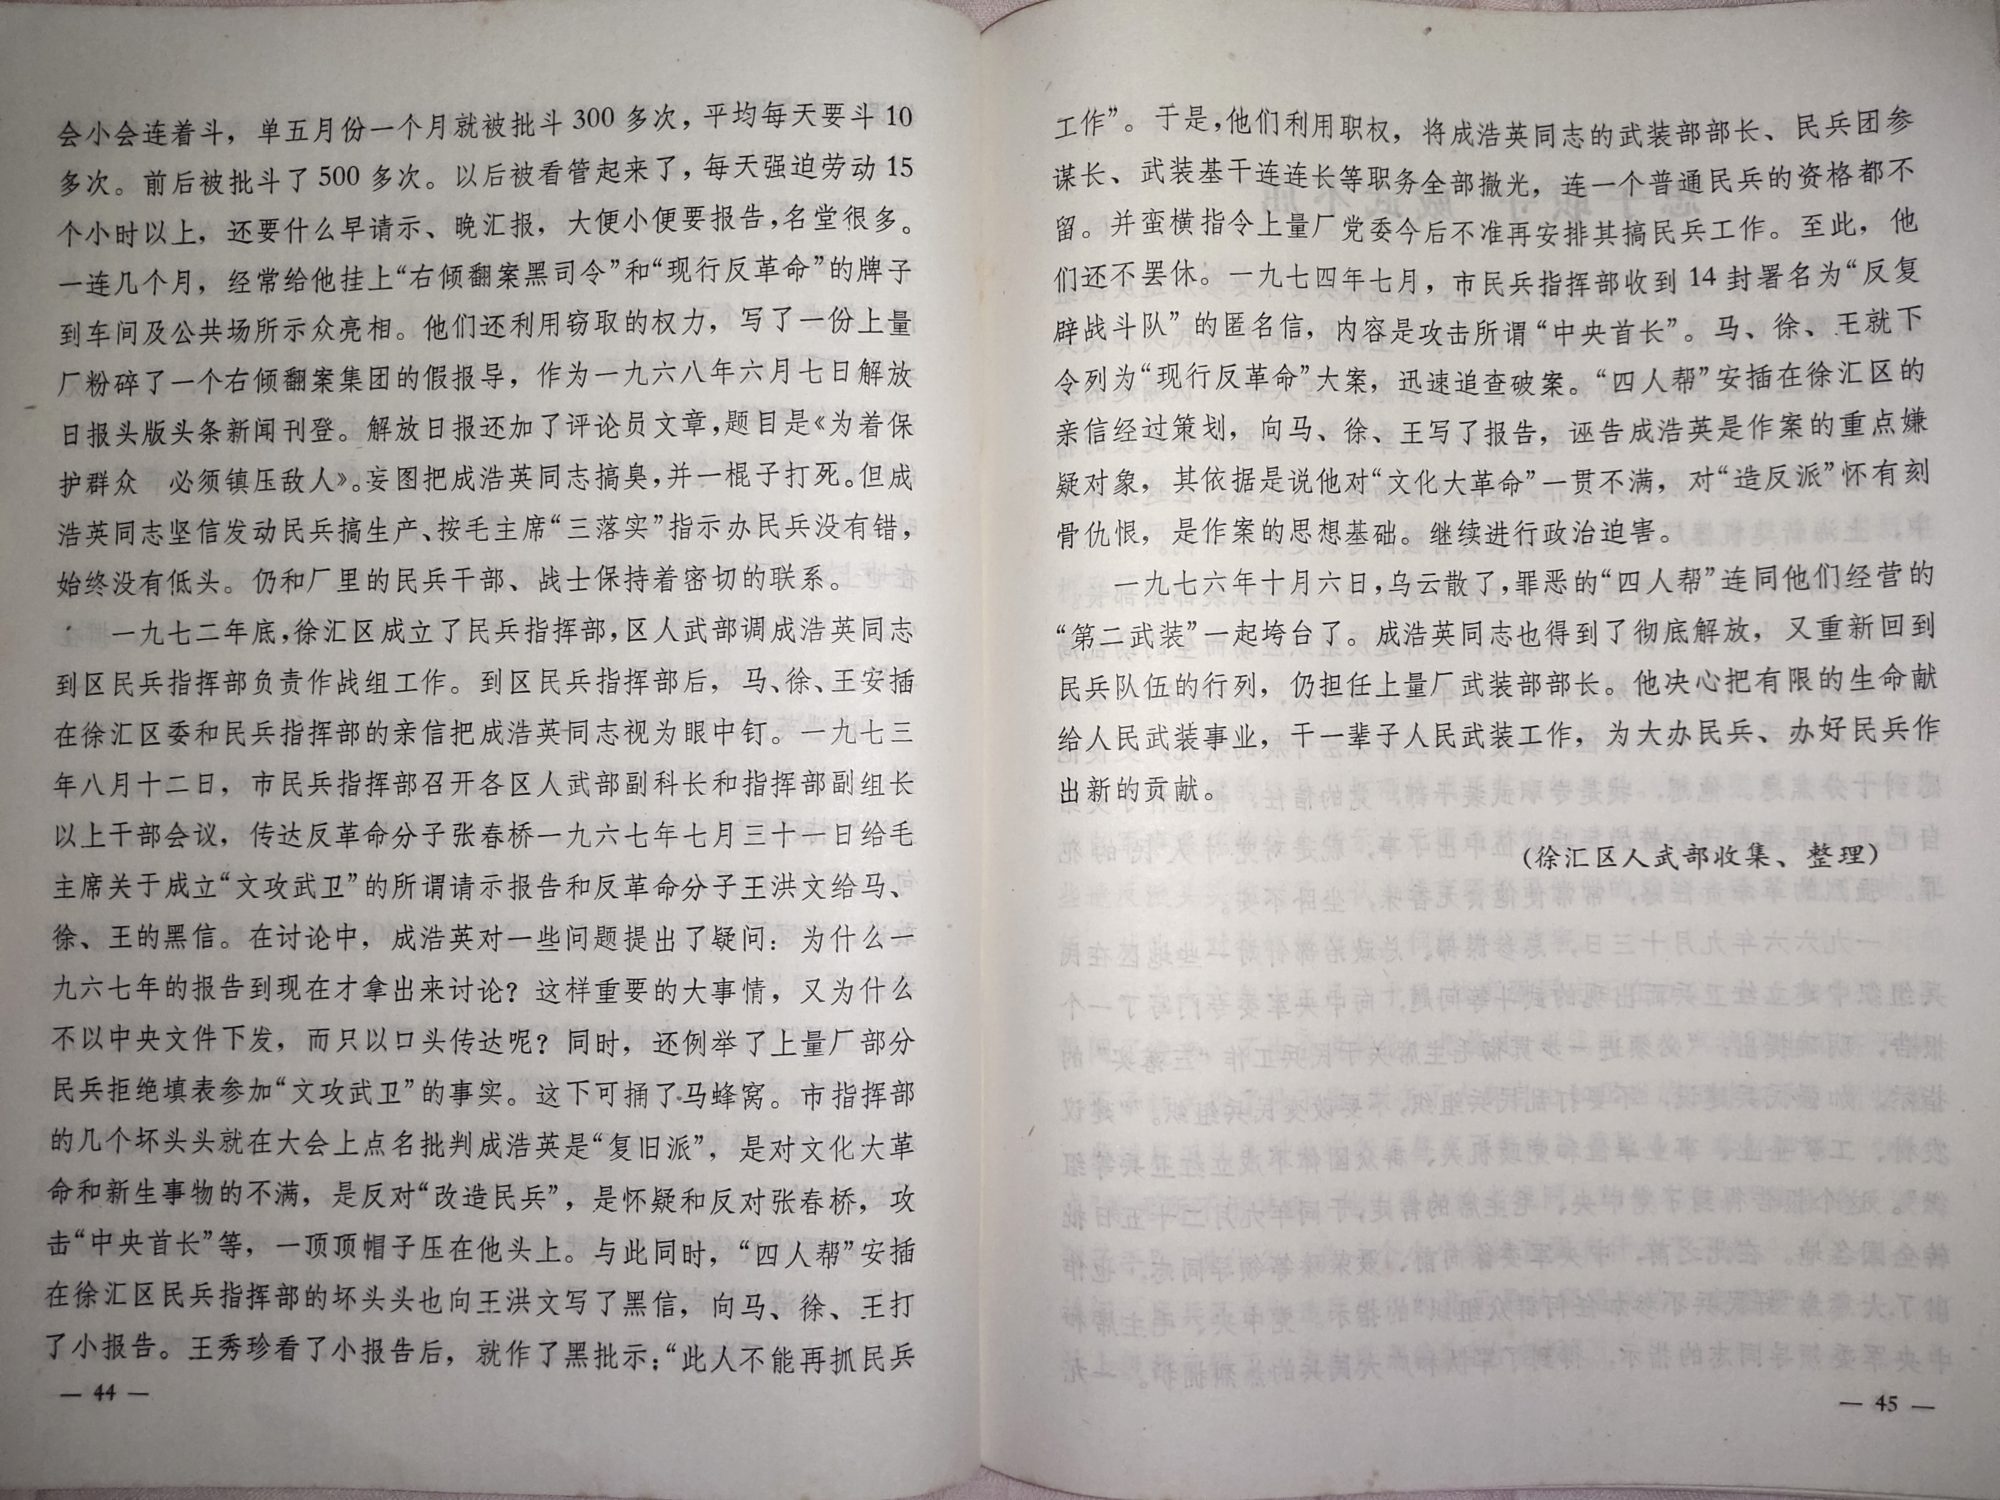 会小会连着斗，单五月份一个月就被批斗300多次，平均每天要斗10
多次。前后被批斗了500多次。以后被看管起来了，每天强迫劳动15
个小时以上，还要什么早请示、晚汇报，大便小便要报告，名堂很多。
一连几个月，经常给他挂上“右倾翻案黑司令”和“现行反革命”的牌子
到车间及公共场所示众亮相。他们还利用窃取的权力，写了一份上量
厂粉碎了一个右倾翻案集团的假报导，作为一九六八年六月七日解放
日报头版头条新闻刊登。解放日报还加了评论员文章，题目是《为着保
护群众　必须镇压敌人》。妄图把成浩英同志搞臭，并一棍子打死。但成
浩英同志坚信发动民兵搞生产、按毛主席“三落实”指示办民兵没有错，
始终没有低头。仍和厂里的民兵干部、战士保持着密切的联系。
一九七二年底，徐汇区成立了民兵指挥部，区人武部调成浩英同志
到区民兵指挥部负责作战组工作。到区民兵指挥部后，马、徐、王安插
在徐汇区委和民兵指挥部的亲信把成浩英同志视为眼中钉。一九七三
年八月十二日，市民兵指挥部召开各区人武部副科长和指挥部副组长
以上干部会议，传达反革命分子张春桥一九六七年七月三十一日给毛
主席关于成立“文攻武卫”的所谓请示报告和反革命分子王洪文给马、
徐、王的黑信。在讨论中，成浩英对一些问题提出了疑问：为什么一
九六七年的报告到现在才拿出来讨论？这样重要的大事情，又为什么
不以中央文件下发，而只以口头传达呢？同时，还例举了上量厂部分
民兵拒绝填表参加“文攻武卫”的事实。这下可捅了马蜂窝。市指挥部
的几个坏头头就在大会上点名批判成浩英是“复旧派”，是对文化大革
命和新生事物的不满，是反对“改造民兵”，是怀疑和反对张春桥，攻
击“中央首长”等，一顶顶帽子压在他头上。与此同时，“四人帮”安插
在徐汇区民兵指挥部的坏头头也向王洪文写了黑信，向马、徐、王打
了小报告。王秀珍看了小报告后，就作了黑批示：“此人不能再抓民兵
— 44 —
工作”。于是，他们利用职权，将成浩英同志的武装部部长、民兵团参
谋长、武装基干连连长等职务全部撤光，连一个普通民兵的资格都不
留。并蛮横指令上量厂党委今后不准再安排其搞民兵工作。至此，他
们还不罢休。一九七四年七月，市民兵指挥部收到14封署名为“反复
辟战斗队”的匿名信，内容是攻击所谓“中央首长”。马、徐、王就下
令列为“现行反革命”大案，迅速追查破案。“四人帮”安插在徐汇区的
亲信经过策划，向马、徐、王写了报告，诬告成浩英是作案的重点嫌
疑对象，其依据是说他对“文化大革命”一贯不满，对“造反派”怀有刻
骨仇恨，是作案的思想基础。继续进行政治迫害。
一九七六年十月六日，乌云散了，罪恶的“四人帮”连同他们经营的
“第二武装”一起垮台了。成浩英同志也得到了彻底解放，又重新回到
民兵队伍的行列，仍担任上量厂武装部部长。他决心把有限的生命献
给人民武装事业，干一辈子人民武装工作，为大办民兵、办好民兵作
出新的贡献。
（徐汇区人武部收集、整理）
— 45 —